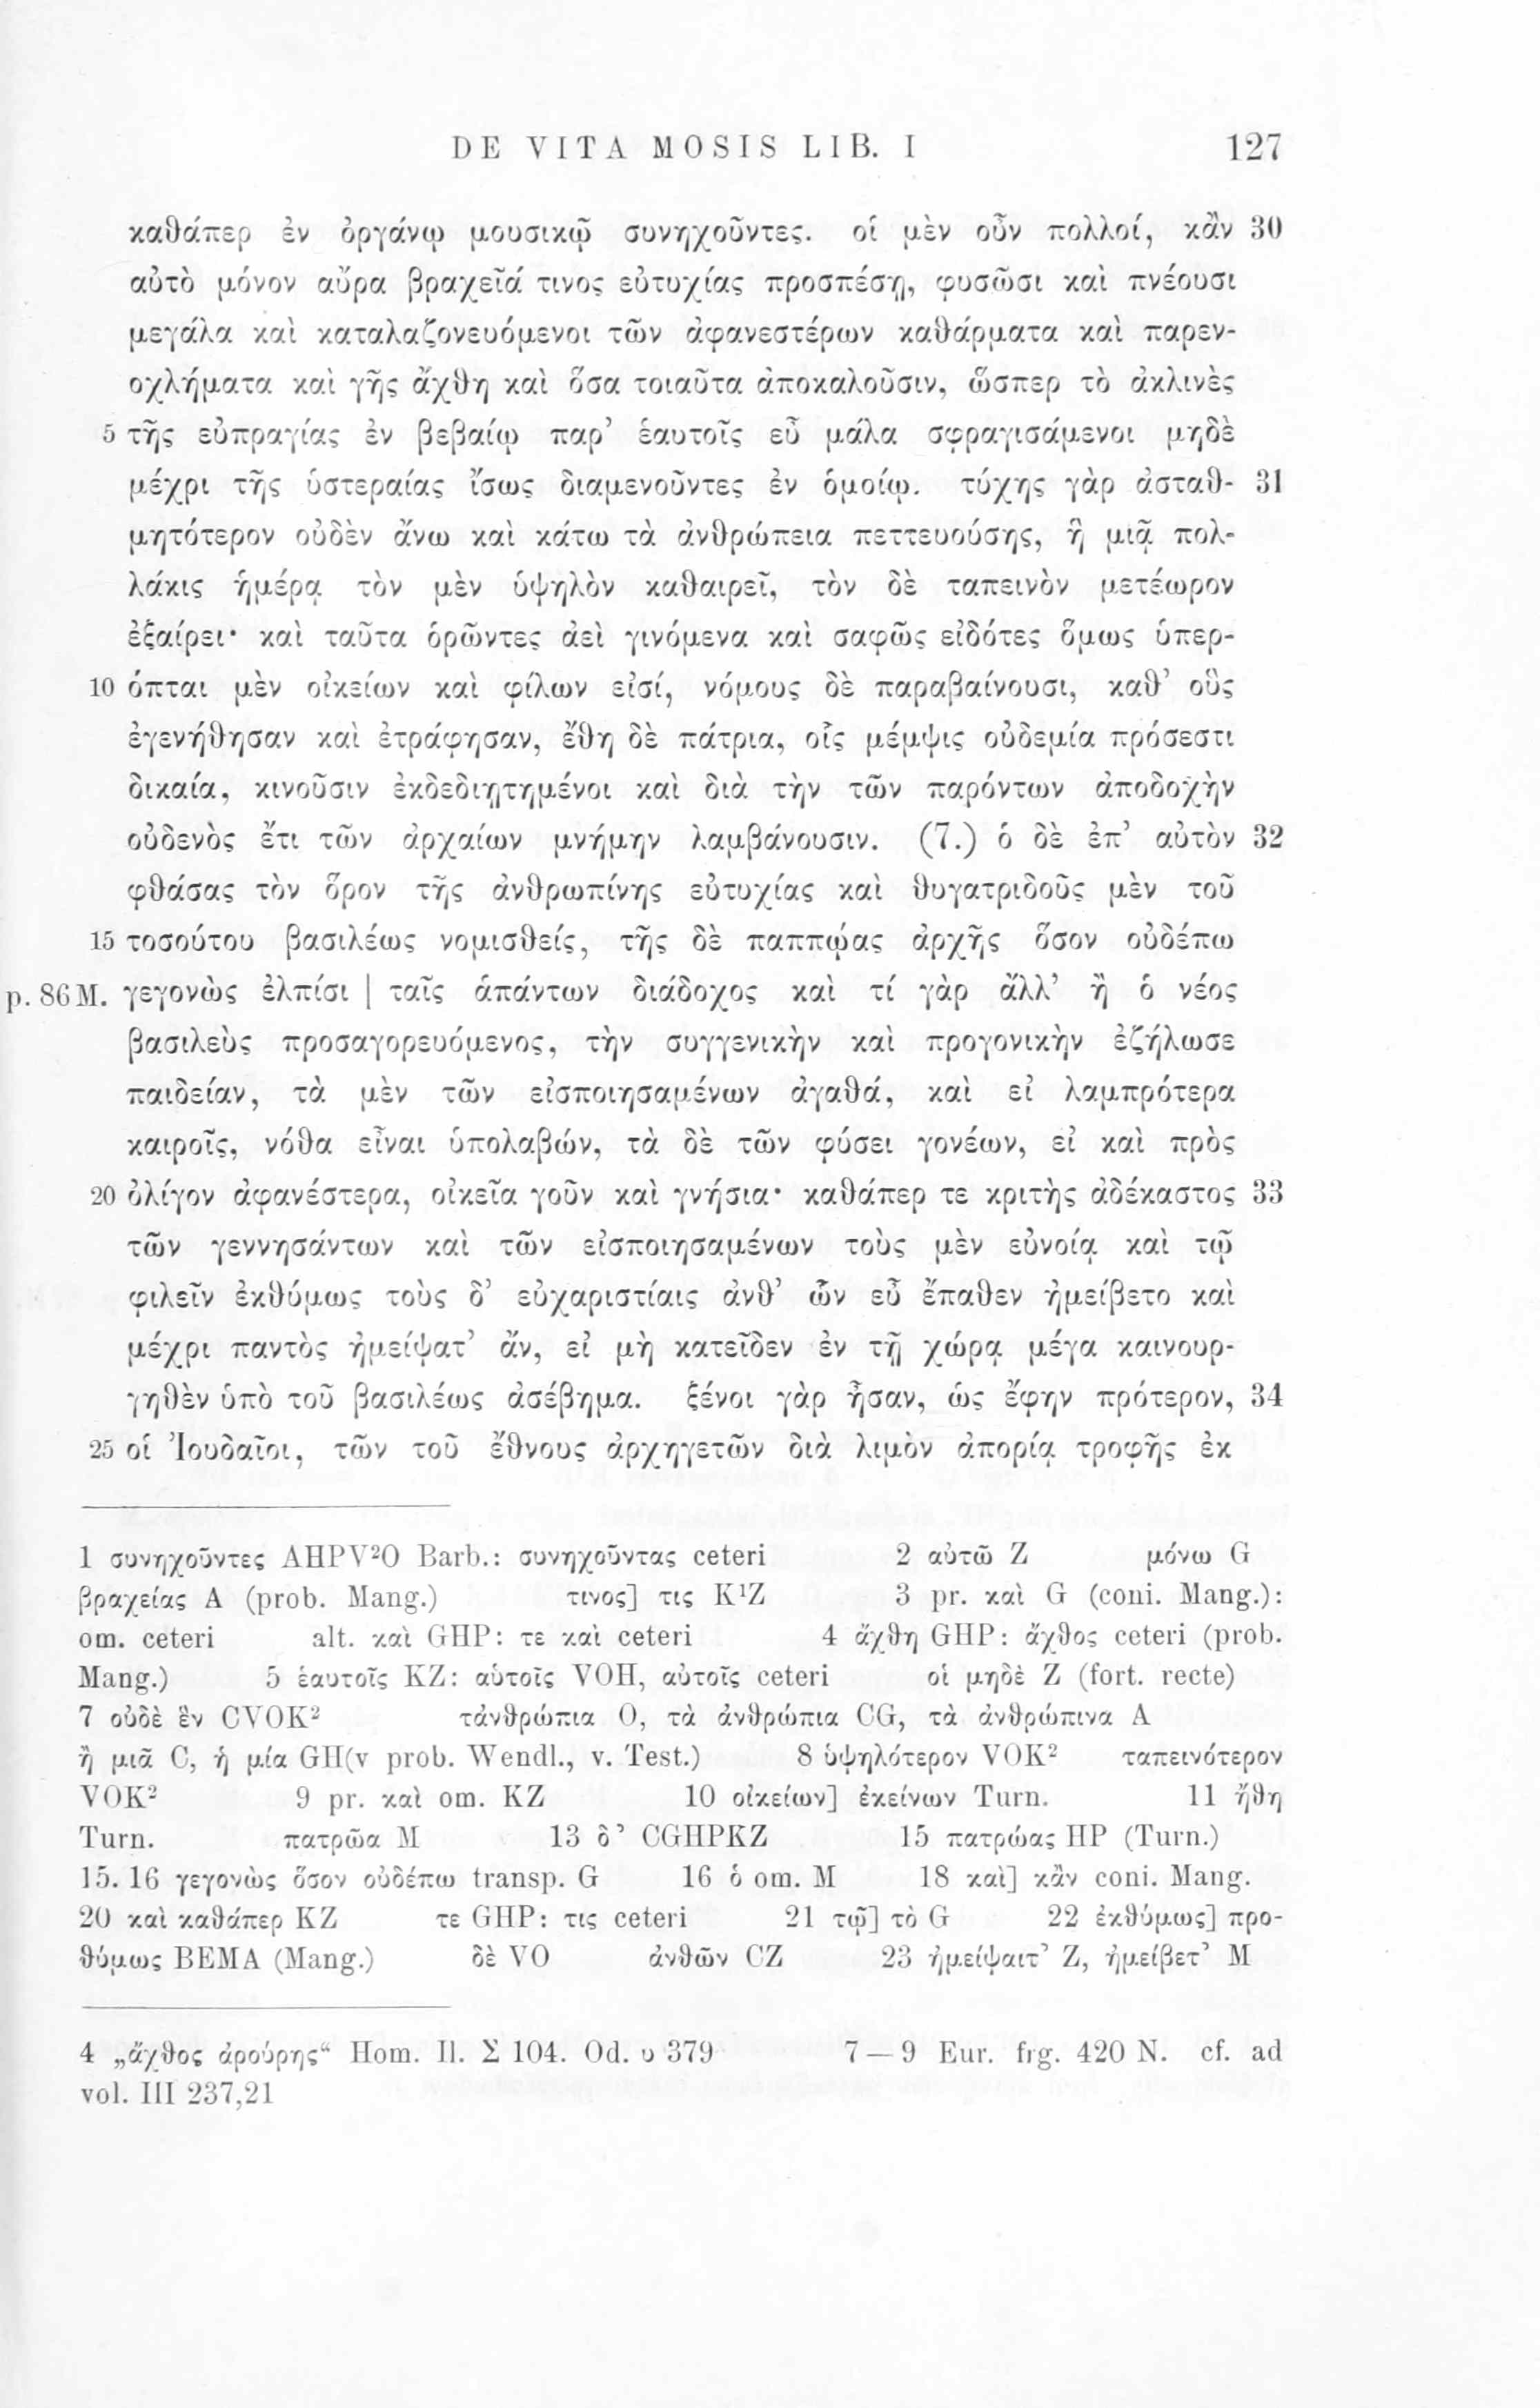 DE VITA MOSIS LIB. I 127
καθάπερ ἐν ὀργάνῳ μουσικῷ συνηχοῦντες. οἱ μὲν οὖν πολλοί, κἂν 30
αὐτὸ μόνον αὔρα βραχεῖά τινος εὐτυχίας προσπέσῃ, φυσῶσι καὶ πνέουσι
μεγάλα καὶ καταλαζονευόμενοι τῶν ἀφανεστέρων καθάρματα καὶ παρεν-
οχλήματα καὶ γῆς ἄχθη καὶ ὅσα τοιαῦτα ἀποκαλοῦσιν, ὥσπερ τὸ ἀκλινὲς
5 τῆς εὐπραγίας ἐν βεβαίῳ παρ’ ἑαυτοῖς εὖ μάλα σφραγισάμενοι μηδὲ
μέχρι τῆς ὑστεραίας ἴσως διαμενοῦντες ἐν ὁμοίῳ. τύχης γὰρ ἀσταθ- 31
μητότερον οὐδὲν ἄνω καὶ κάτω τὰ ἀνθρώπεια πεττευούσης, ἣ μιᾷ πολ-
λάκις ἡμέρᾳ τὸν μὲν ὑψηλὸν καθαιρεῖ, τὸν δὲ ταπεινὸν μετέωρον
ἐξαίρει· καὶ ταῦτα ὁρῶντες ἀεὶ γινόμενα καὶ σαφῶς εἰδότες ὅμως ὑπερ-
10 όπται μὲν οἰκείων καὶ φίλων εἰσί, νόμους δὲ παραβαίνουσι, καθ’ οὓς
ἐγενήθησαν καὶ ἐτράφησαν, ἔθη δὲ πάτρια, οἷς μέμψις οὐδεμία πρόσεστι
δικαία, κινοῦσιν ἐκδεδιῃτημένοι καὶ διὰ τὴν τῶν παρόντων ἀποδοχὴν
οὐδενὸς ἔτι τῶν ἀρχαίων μνήμην λαμβάνουσιν. (7.) ὁ δὲ ἐπ’ αὐτὸν 32
φθάσας τὸν ὅρον τῆς ἀνθρωπίνης εὐτυχίας καὶ θυγατριδοῦς μὲν τοῦ
15 τοσούτου βασιλέως νομισθείς, τῆς δὲ παππῴας ἀρχῆς ὅσον οὐδέπω
p. 86 M. γεγονὼς ἐλπίσι | ταῖς ἁπάντων διάδοχος καὶ τί γὰρ ἄλλ’ ἢ ὁ νέος
βασιλεὺς προσαγορευόμενος, τὴν συγγενικὴν καὶ προγονικὴν ἐζήλωσε
παιδείαν, τὰ μὲν τῶν εἰσποιησαμένων ἀγαθά, καὶ εἰ λαμπρότερα
καιροῖς, νόθα εἶναι ὑπολαβών, τὰ δὲ τῶν φύσει γονέων, εἰ καὶ πρὸς
20 ὀλίγον ἀφανέστερα, οἰκεῖα γοῦν καὶ γνήσια· καθάπερ τε κριτὴς ἀδέκαστος 33
τῶν γεννησάντων καὶ τῶν εἰσποιησαμένων τοὺς μὲν εὐνοίᾳ καὶ τῷ
φιλεῖν ἐκθύμως τοὺς δ’ εὐχαριστίαις ἀνθ’ ὧν εὖ ἔπαθεν ἠμείβετο καὶ
μέχρι παντὸς ἠμείψατ’ ἄν, εἰ μὴ κατεῖδεν ἐν τῇ χώρᾳ μέγα καινουρ-
γηθὲν ὑπὸ τοῦ βασιλέως ἀσέβημα. ξένοι γὰρ ἦσαν, ὡς ἔφην πρότερον, 34
25 οἱ Ἰουδαῖοι, τῶν τοῦ ἔθνους ἀρχηγετῶν διὰ λιμὸν ἀπορίᾳ τροφῆς ἐκ
1 συνηχοῦντες AHPV²O Barb.: συνηχοῦντας ceteri 2 αὐτῶ Z μόνω G
βραχείας A (prob. Mang.) τινος] τις K¹Z 3 pr. καὶ G (coni. Mang.):
om. ceteri alt. καὶ GHP: τε καὶ ceteri 4 ἄχθη GHP: ἄχθος ceteri (prob.
Mang.) 5 ἑαυτοῖς KZ: αὑτοῖς VOH, αὐτοῖς ceteri οἱ μηδὲ Z (fort. recte)
7 οὐδὲ ἓν CVOK² τἀνθρώπια O, τὰ ἀνθρώπια CG, τὰ ἀνθρώπινα A
ἢ μιᾶ C, ἡ μία GH(v prob. Wendl., v. Test.) 8 ὑψηλότερον VOK² ταπεινότερον
VOK² 9 pr. καὶ om. KZ 10 οἰκείων] ἐκείνων Turn. 11 ἤθη
Turn. πατρῶα M 13 δ’ CGHPKZ 15 πατρώας HP (Turn.)
15. 16 γεγονὼς ὅσον οὐδέπω transp. G 16 ὁ om. M 18 καὶ] κἂν coni. Mang.
20 καὶ καθάπερ KZ τε GHP: τις ceteri 21 τῷ] τὸ G 22 ἐκθύμως] προ-
θύμως BEMA (Mang.) δὲ VO ἀνθῶν CZ 23 ἠμείψαιτ’ Z, ἠμείβετ’ M
4 „ἄχθος ἀρούρης“ Hom. Il. Σ 104. Od. υ 379 7—9 Eur. frg. 420 N. cf. ad
vol. III 237,21